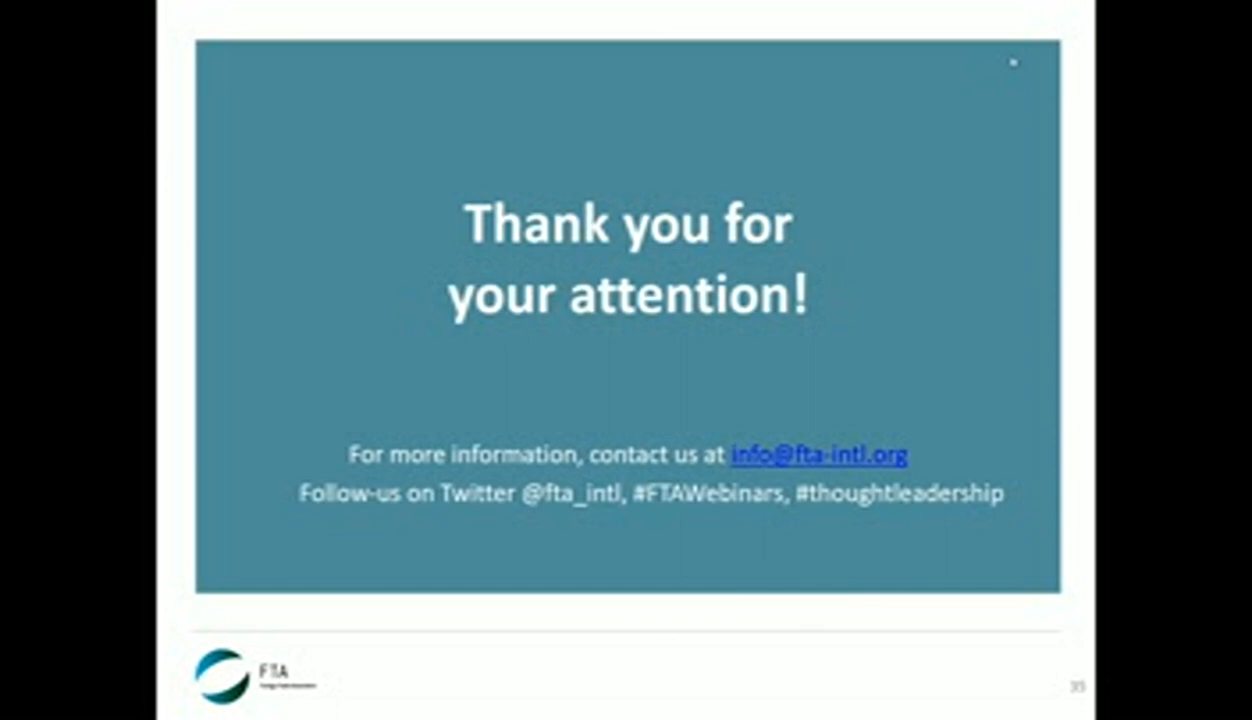 Thank you for
your attention!
For more information, contact us at info@fta-intl.org
Follow-us on Twitter @fta_intl, #FTAWebinars, #thoughtleadership
FTA